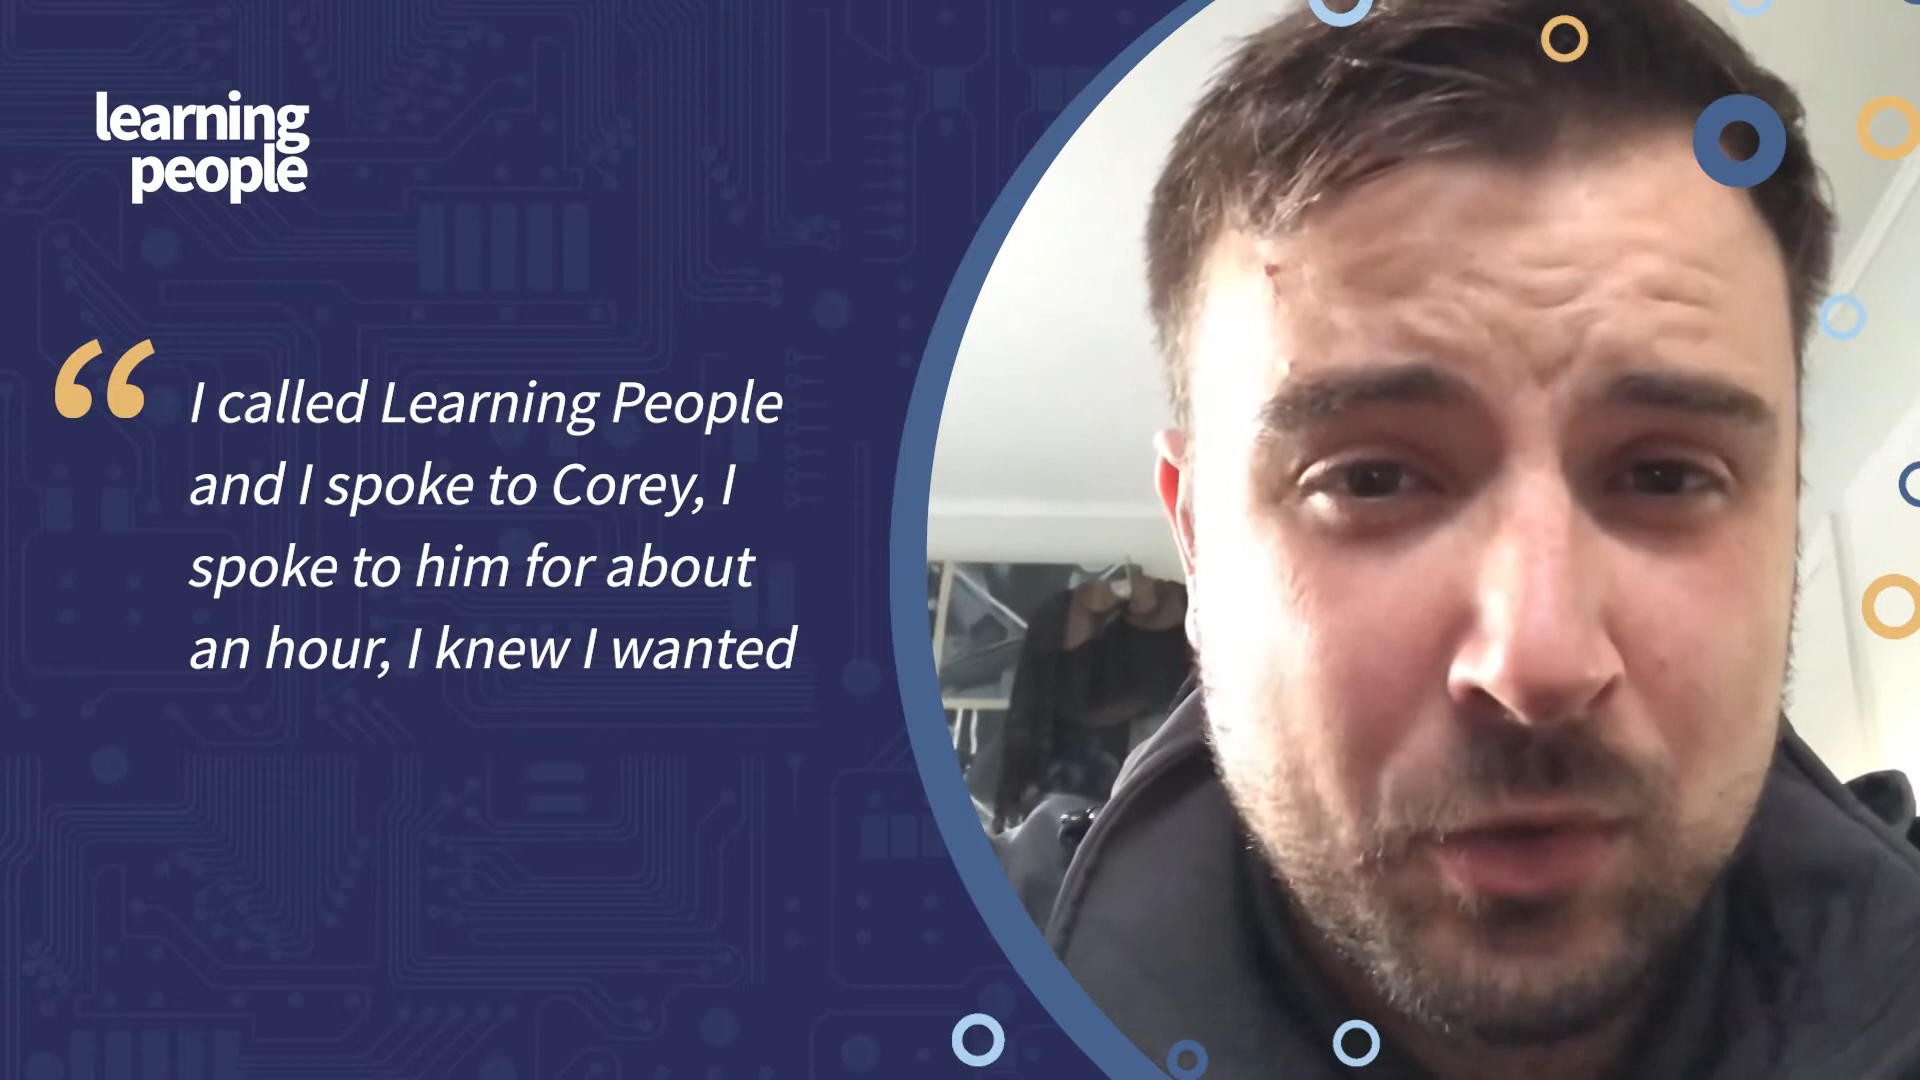 learning
people
“ I called Learning People
and I spoke to Corey, I
spoke to him for about
an hour, I knew I wanted